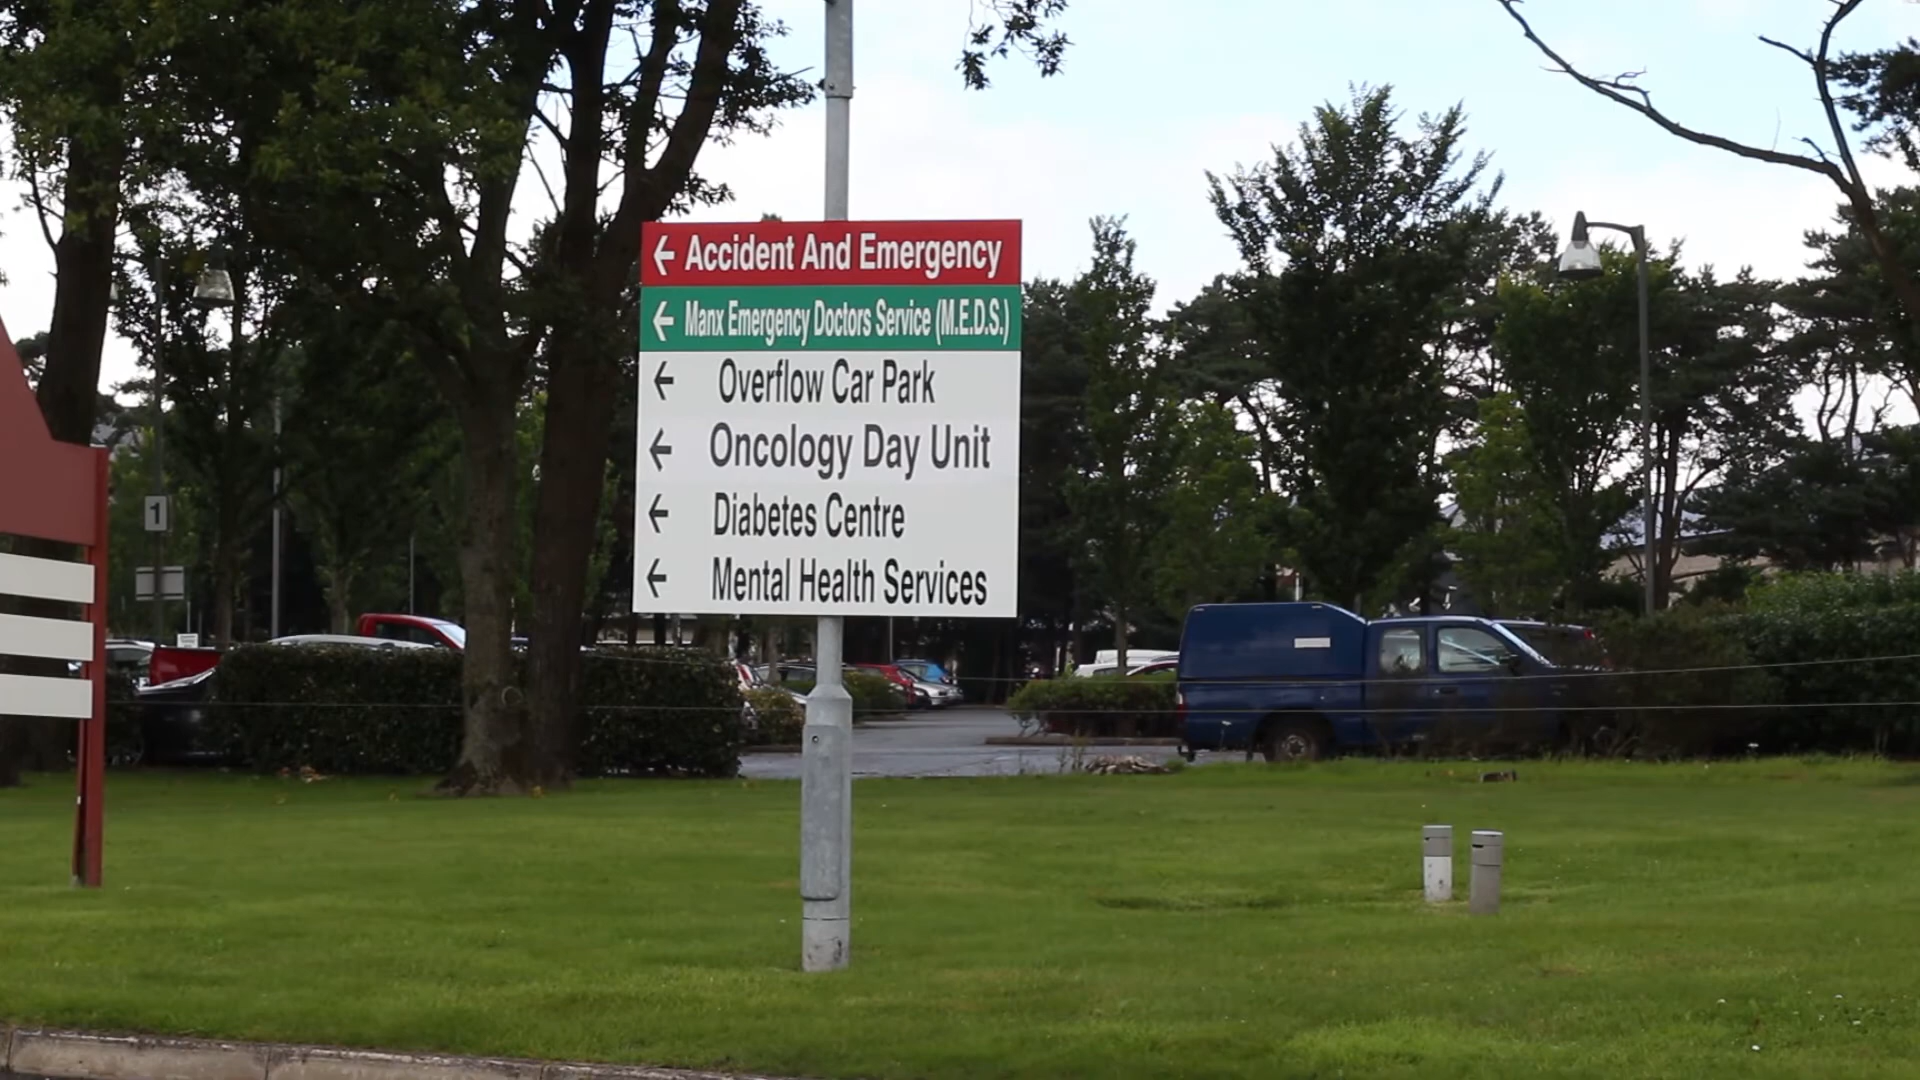 Accident And Emergency
Manx Emergency Doctors Service (M.E.D.S.)
Overflow Car Park
Oncology Day Unit
Diabetes Centre
Mental Health Services
1